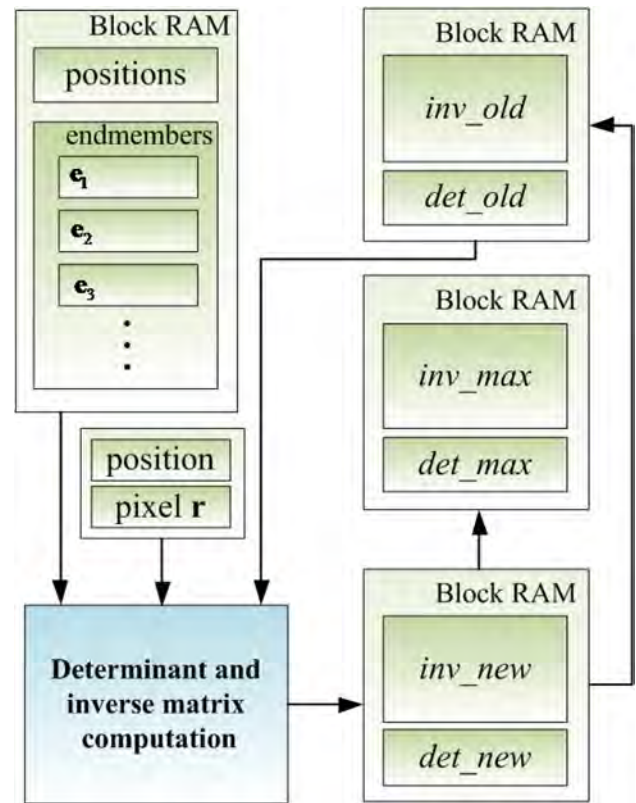 Block RAM
positions
endmembers
e1
e2
e3
position
pixel r
Determinant and
inverse matrix
computation
Block RAM
inv_old
det_old
Block RAM
inv_max
det_max
Block RAM
inv_new
det_new